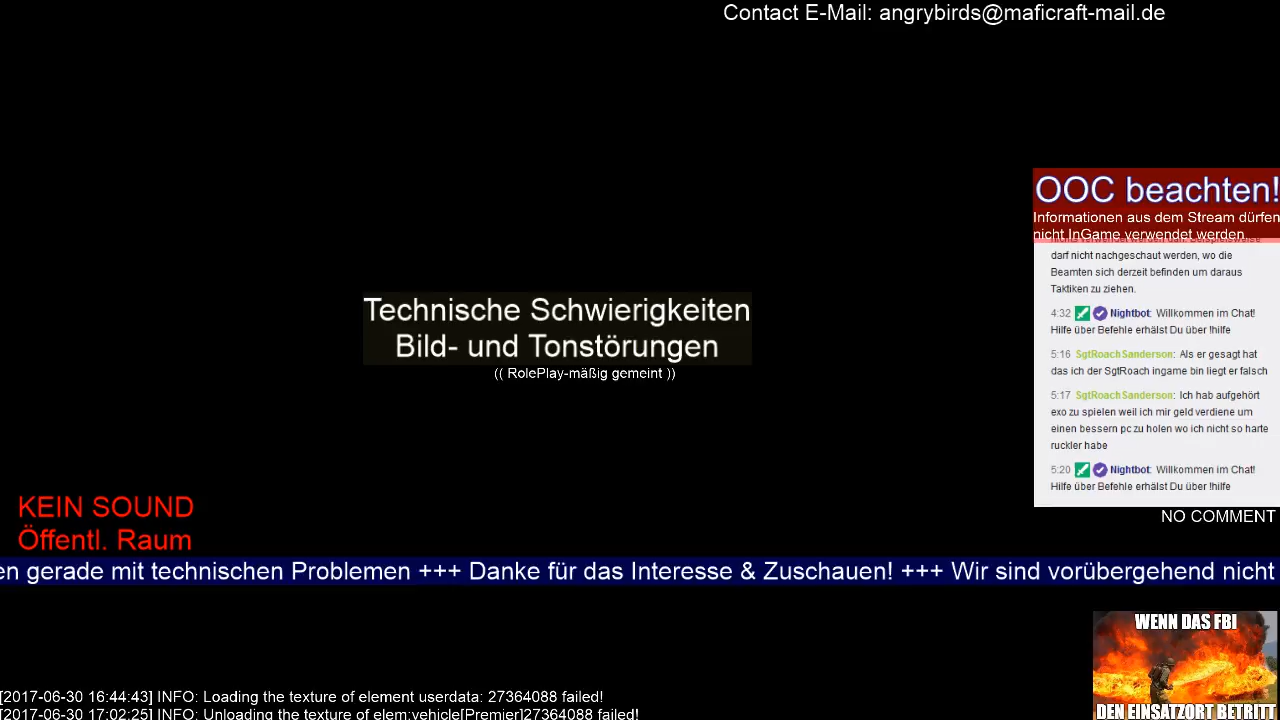 Contact E-Mail: angrybirds@maficraft-mail.de
OOC beachten!
Informationen aus dem Stream dürfen
nicht InGame verwendet werden.
darf nicht nachgeschaut werden, wo die
Beamten sich derzeit befinden um daraus
Taktiken zu ziehen.
4:32 Nightbot: Willkommen im Chat!
Hilfe über Befehle erhälst Du über !hilfe
5:16 SgtRoachSanderson: Als er gesagt hat
das ich der SgtRoach ingame bin liegt er falsch
5:17 SgtRoachSanderson: Ich hab aufgehört
exo zu spielen weil ich mir geld verdiene um
einen bessern pc zu holen wo ich nicht so harte
ruckler habe
5:20 Nightbot: Willkommen im Chat!
Hilfe über Befehle erhälst Du über !hilfe
NO COMMENT
Technische Schwierigkeiten
Bild- und Tonstörungen
(( RolePlay-mäßig gemeint ))
KEIN SOUND
Öffentl. Raum
en gerade mit technischen Problemen +++ Danke für das Interesse & Zuschauen! +++ Wir sind vorübergehend nicht
WENN DAS FBI
DEN EINSATZORT BETRITT
[2017-06-30 16:44:43] INFO: Loading the texture of element userdata: 27364088 failed!
[2017-06-30 17:02:25] INFO: Unloading the texture of elem:vehicle[Premier]27364088 failed!